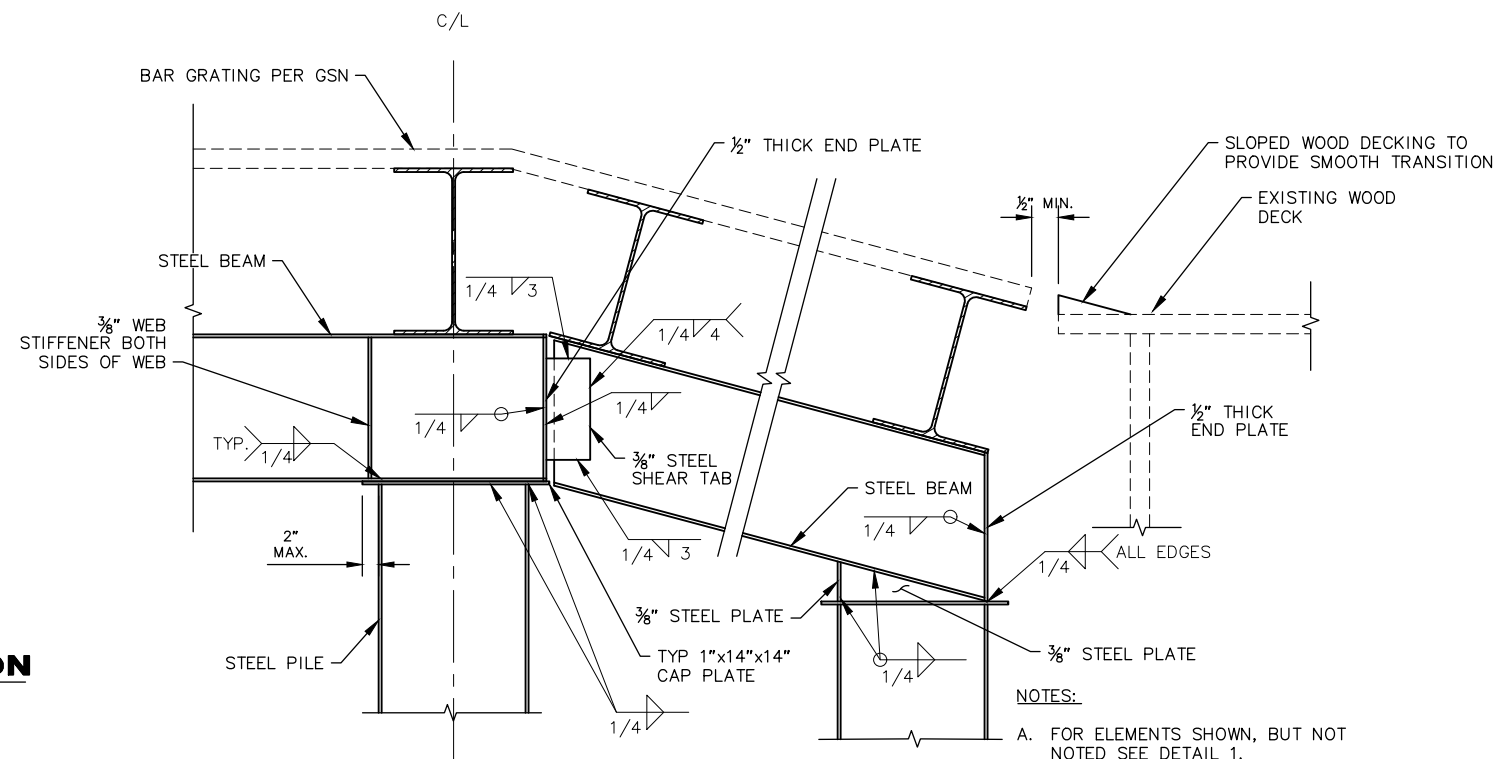 C/L
BAR GRATING PER GSN
½" THICK END PLATE
SLOPED WOOD DECKING TO
PROVIDE SMOOTH TRANSITION
½" MIN.
EXISTING WOOD
DECK
STEEL BEAM
1/4 3
⅜" WEB
STIFFENER BOTH
SIDES OF WEB
1/4 4
1/4
1/4
TYP.
1/4
⅜" STEEL
SHEAR TAB
½" THICK
END PLATE
STEEL BEAM
1/4
2"
MAX.
1/4 3
1/4 ALL EDGES
⅜" STEEL PLATE
ON
STEEL PILE
TYP 1"x14"x14"
CAP PLATE
1/4
⅜" STEEL PLATE
1/4
NOTES:
A. FOR ELEMENTS SHOWN, BUT NOT
NOTED SEE DETAIL 1.